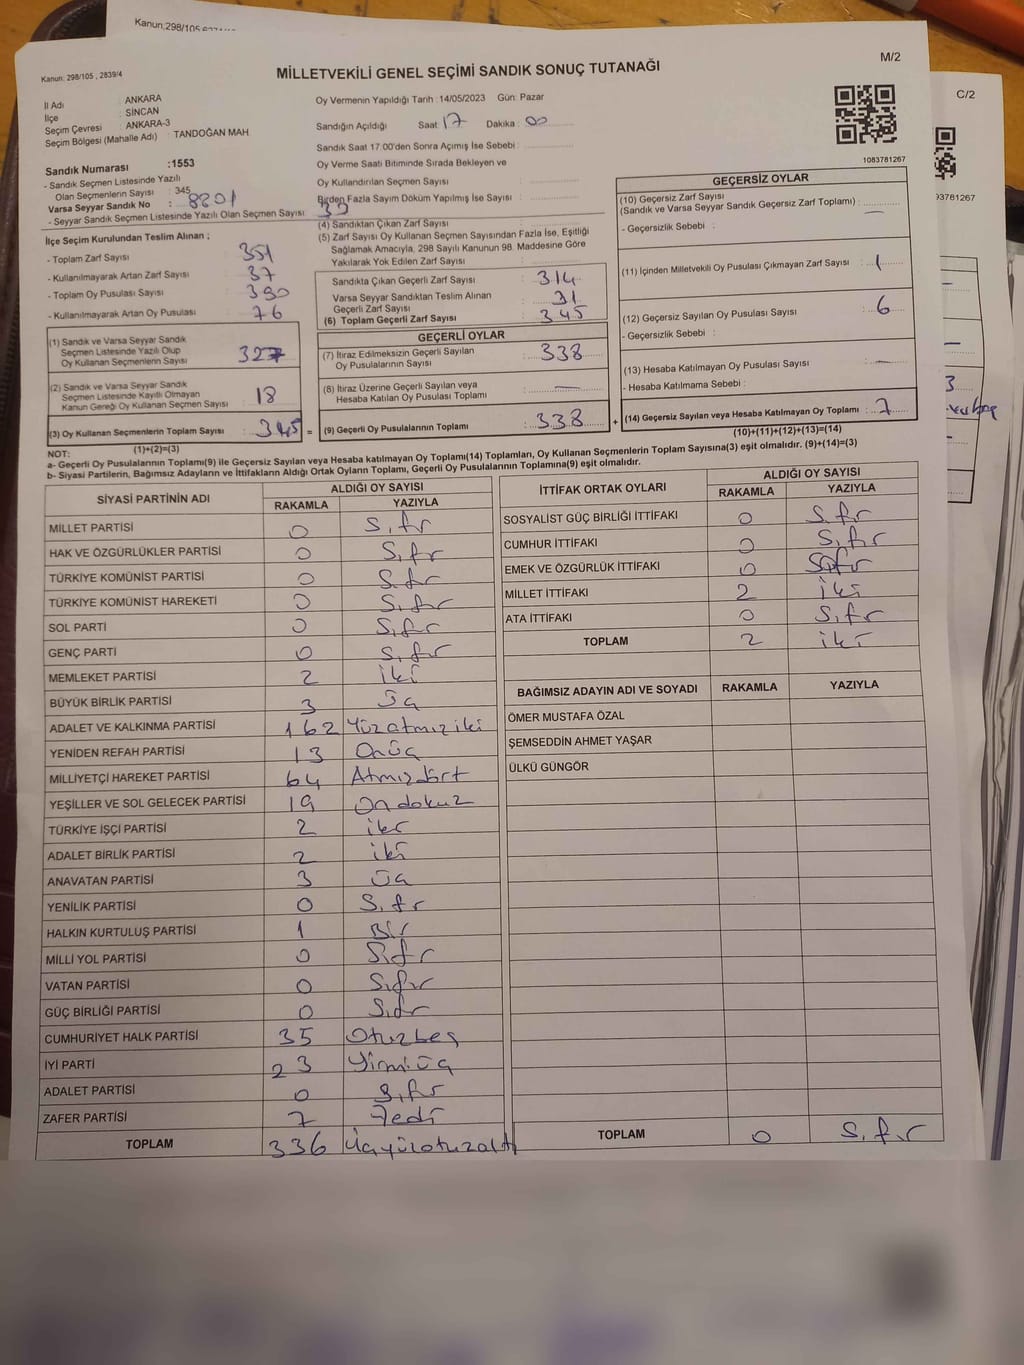 Kanun: 298/105 , 2839/4
M/2
MİLLETVEKİLİ GENEL SEÇİMİ SANDIK SONUÇ TUTANAĞI
C/2
İl Adı : ANKARA
İlçe : SİNCAN
Seçim Çevresi : ANKARA-3
Seçim Bölgesi (Mahalle Adı) : TANDOĞAN MAH.
Sandık Numarası :1553
- Sandık Seçmen Listesinde Yazılı
Olan Seçmenlerin Sayısı : 345
Varsa Seyyar Sandık No : 8801
- Seyyar Sandık Seçmen Listesinde Yazılı Olan Seçmen Sayısı 33
Oy Vermenin Yapıldığı Tarih :14/05/2023 Gün: Pazar
Sandığın Açıldığı Saat 17 Dakika : 00
Sandık Saat 17:00'den Sonra Açılmış İse Sebebi :
Oy Verme Saati Bitiminde Sırada Bekleyen ve
Oy Kullandırılan Seçmen Sayısı :
Birden Fazla Sayım Döküm Yapılmış İse Sayısı :
1083781267
93781267
İlçe Seçim Kurulundan Teslim Alınan ;
- Toplam Zarf Sayısı : 351
- Kullanılmayarak Artan Zarf Sayısı : 37
- Toplam Oy Pusulası Sayısı : 390
- Kullanılmayarak Artan Oy Pusulası : 76
(4) Sandıktan Çıkan Zarf Sayısı :
(5) Zarf Sayısı Oy Kullanan Seçmen Sayısından Fazla İse, Eşitliği
Sağlamak Amacıyla, 298 Sayılı Kanunun 98. Maddesine Göre
Yakılarak Yok Edilen Zarf Sayısı :
Sandıkta Çıkan Geçerli Zarf Sayısı : 314
Varsa Seyyar Sandıktan Teslim Alınan
Geçerli Zarf Sayısı : 31
(6) Toplam Geçerli Zarf Sayısı : 345
GEÇERSİZ OYLAR
(10) Geçersiz Zarf Sayısı
(Sandık ve Varsa Seyyar Sandık Geçersiz Zarf Toplamı) : —
- Geçersizlik Sebebi :
(11) İçinden Milletvekili Oy Pusulası Çıkmayan Zarf Sayısı : 1
(12) Geçersiz Sayılan Oy Pusulası Sayısı : 6
- Geçersizlik Sebebi :
(13) Hesaba Katılmayan Oy Pusulası Sayısı : —
- Hesaba Katılmama Sebebi :
(14) Geçersiz Sayılan veya Hesaba Katılmayan Oy Toplamı : 7
(10)+(11)+(12)+(13)=(14)
(1) Sandık ve Varsa Seyyar Sandık
Seçmen Listesinde Yazılı Olup
Oy Kullanan Seçmenlerin Sayısı : 327
(2) Sandık ve Varsa Seyyar Sandık
Seçmen Listesinde Kayıtlı Olmayan
Kanun Gereği Oy Kullanan Seçmen Sayısı : 18
(3) Oy Kullanan Seçmenlerin Toplam Sayısı : 345 =
(1)+(2)=(3)
GEÇERLİ OYLAR
(7) İtiraz Edilmeksizin Geçerli Sayılan
Oy Pusulalarının Sayısı : 338
(8) İtiraz Üzerine Geçerli Sayılan veya
Hesaba Katılan Oy Pusulası Toplamı : —
(9) Geçerli Oy Pusulalarının Toplamı : 338 +
NOT:
a- Geçerli Oy Pusulalarının Toplamı(9) ile Geçersiz Sayılan veya Hesaba katılmayan Oy Toplamı(14) Toplamları, Oy Kullanan Seçmenlerin Toplam Sayısına(3) eşit olmalıdır. (9)+(14)=(3)
b- Siyasi Partilerin, Bağımsız Adayların ve İttifakların Aldığı Ortak Oyların Toplamı, Geçerli Oy Pusulalarının Toplamına(9) eşit olmalıdır.
SİYASİ PARTİNİN ADI ALDIĞI OY SAYISI
RAKAMLA YAZIYLA
MİLLET PARTİSİ 0 Sıfır
HAK VE ÖZGÜRLÜKLER PARTİSİ 0 Sıfır
TÜRKİYE KOMÜNİST PARTİSİ 0 Sıfır
TÜRKİYE KOMÜNİST HAREKETİ 0 Sıfır
SOL PARTİ 0 Sıfır
GENÇ PARTİ 0 Sıfır
MEMLEKET PARTİSİ 2 iki
BÜYÜK BİRLİK PARTİSİ 3 Üç
ADALET VE KALKINMA PARTİSİ 162 Yüzatmışiki
YENİDEN REFAH PARTİSİ 13 Onüç
MİLLİYETÇİ HAREKET PARTİSİ 64 Atmışdört
YEŞİLLER VE SOL GELECEK PARTİSİ 19 Ondokuz
TÜRKİYE İŞÇİ PARTİSİ 2 iki
ADALET BİRLİK PARTİSİ 2 iki
ANAVATAN PARTİSİ 3 Üç
YENİLİK PARTİSİ 0 Sıfır
HALKIN KURTULUŞ PARTİSİ 1 Bir
MİLLİ YOL PARTİSİ 0 Sıfır
VATAN PARTİSİ 0 Sıfır
GÜÇ BİRLİĞİ PARTİSİ 0 Sıfır
CUMHURİYET HALK PARTİSİ 35 Otuzbeş
İYİ PARTİ 23 Yirmiüç
ADALET PARTİSİ 0 Sıfır
ZAFER PARTİSİ 7 Yedi
TOPLAM 336 Üçyüzotuzaltı
İTTİFAK ORTAK OYLARI ALDIĞI OY SAYISI
RAKAMLA YAZIYLA
SOSYALİST GÜÇ BİRLİĞİ İTTİFAKI 0 Sıfır
CUMHUR İTTİFAKI 0 Sıfır
EMEK VE ÖZGÜRLÜK İTTİFAKI 0 Sıfır
MİLLET İTTİFAKI 2 iki
ATA İTTİFAKI 0 Sıfır
TOPLAM 2 iki
BAĞIMSIZ ADAYIN ADI VE SOYADI RAKAMLA YAZIYLA
ÖMER MUSTAFA ÖZAL
ŞEMSEDDİN AHMET YAŞAR
ÜLKÜ GÜNGÖR
TOPLAM 0 Sıfır